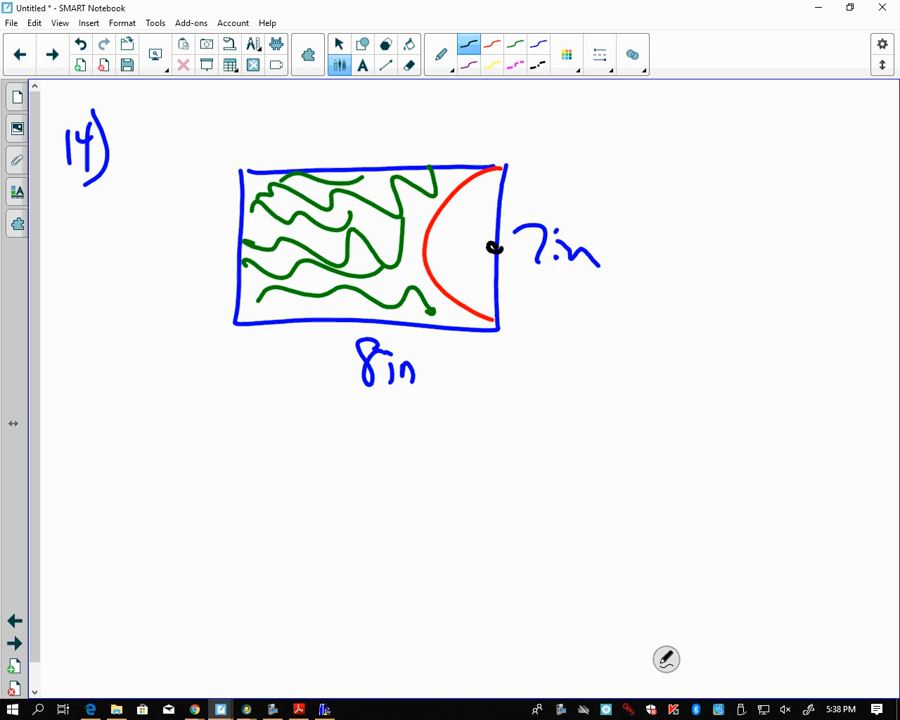 Untitled * - SMART Notebook
File Edit View Insert Format Tools Add-ons Account Help
14)
7in
8in
5:38 PM